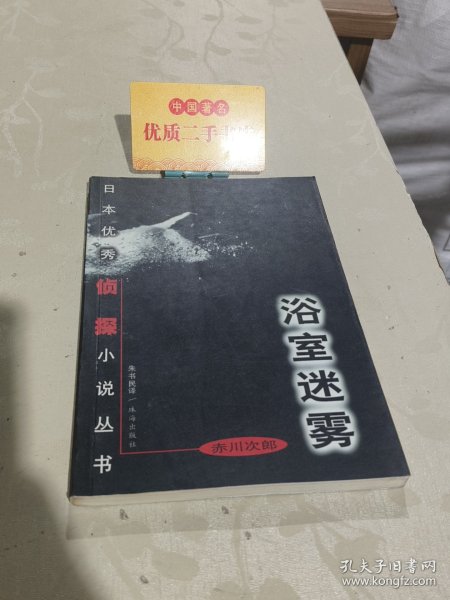 中国著名
优质二手书店
日本优秀侦探小说丛书
浴室迷雾
朱书民译/珠海出版社
赤川次郎
孔夫子旧书网
www.kongfz.com